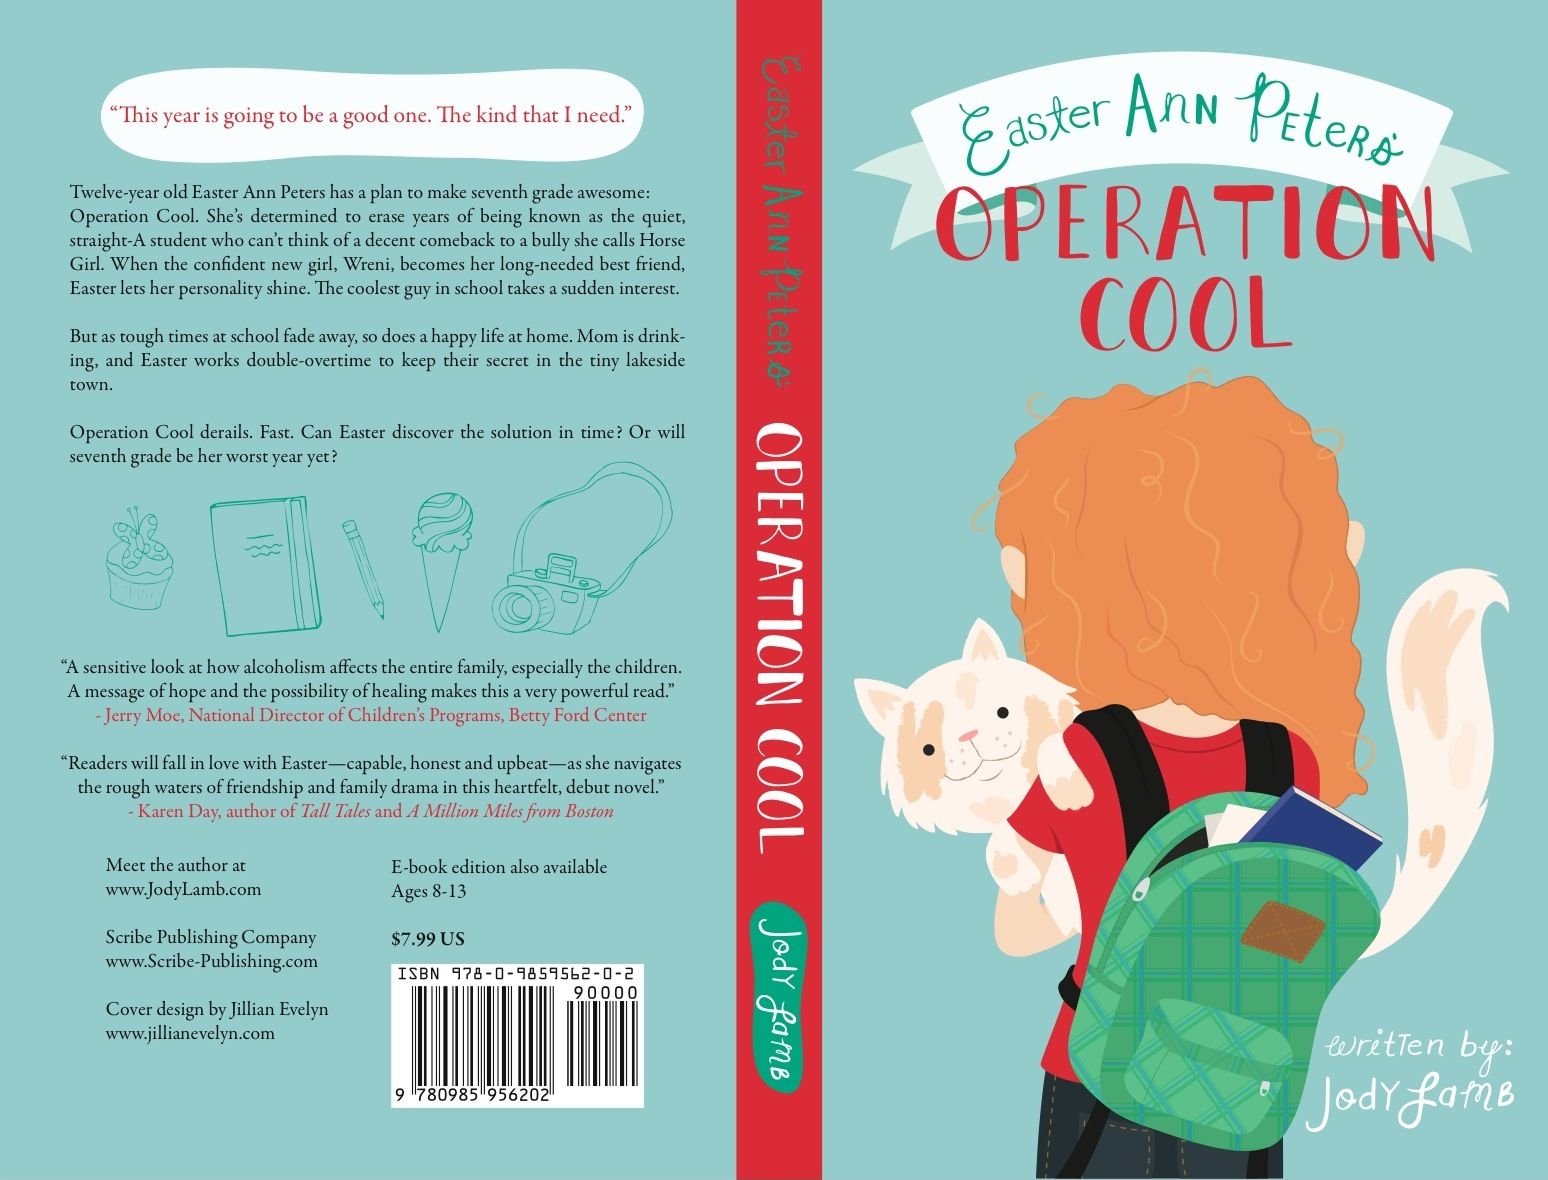 “This year is going to be a good one. The kind that I need.”
Twelve-year old Easter Ann Peters has a plan to make seventh grade awesome:
Operation Cool. She’s determined to erase years of being known as the quiet,
straight-A student who can’t think of a decent comeback to a bully she calls Horse
Girl. When the confident new girl, Wreni, becomes her long-needed best friend,
Easter lets her personality shine. The coolest guy in school takes a sudden interest.
But as tough times at school fade away, so does a happy life at home. Mom is drink-
ing, and Easter works double-overtime to keep their secret in the tiny lakeside
town.
Operation Cool derails. Fast. Can Easter discover the solution in time? Or will
seventh grade be her worst year yet?
“A sensitive look at how alcoholism affects the entire family, especially the children.
A message of hope and the possibility of healing makes this a very powerful read.”
- Jerry Moe, National Director of Children’s Programs, Betty Ford Center
“Readers will fall in love with Easter—capable, honest and upbeat—as she navigates
the rough waters of friendship and family drama in this heartfelt, debut novel.”
- Karen Day, author of Tall Tales and A Million Miles from Boston
Meet the author at
www.JodyLamb.com
Scribe Publishing Company
www.Scribe-Publishing.com
Cover design by Jillian Evelyn
www.jillianevelyn.com
E-book edition also available
Ages 8-13
$7.99 US
ISBN 978-0-9859562-0-2
90000
9 780985 956202
Easter Ann Peters' OPERATION COOL
Jody Lamb
Easter Ann Peters'
OPERATION
COOL
written by:
Jody Lamb